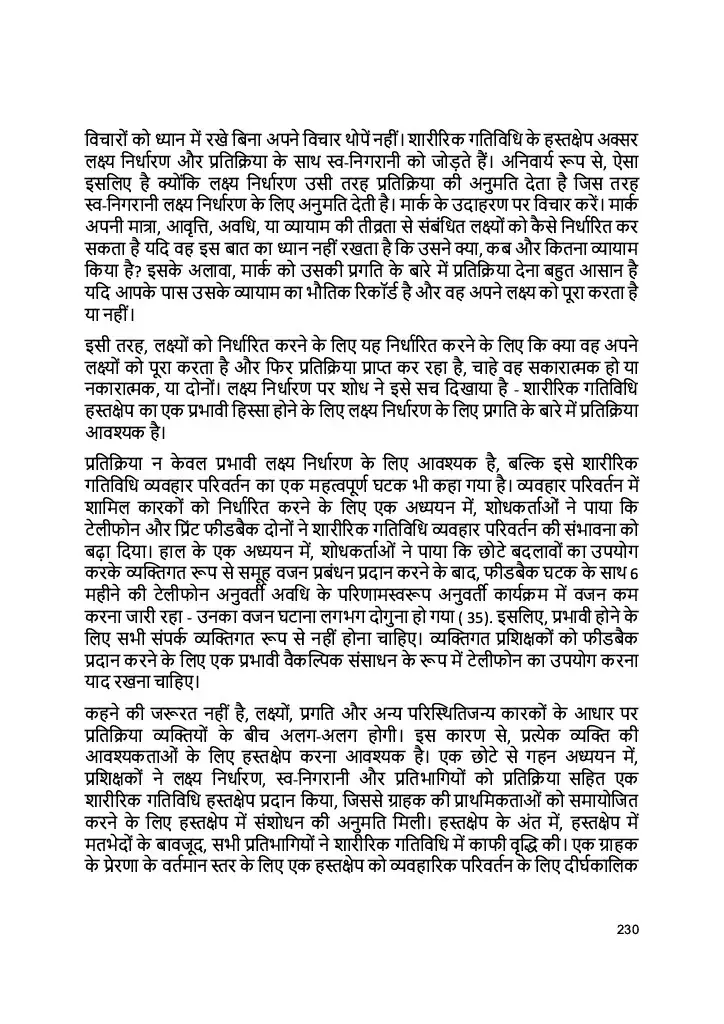 विचारों को ध्यान में रखे बिना अपने विचार थोपें नहीं। शारीरिक गतिविधि के हस्तक्षेप अक्सर
लक्ष्य निर्धारण और प्रतिक्रिया के साथ स्व-निगरानी को जोड़ते हैं। अनिवार्य रूप से, ऐसा
इसलिए है क्योंकि लक्ष्य निर्धारण उसी तरह प्रतिक्रिया की अनुमति देता है जिस तरह
स्व-निगरानी लक्ष्य निर्धारण के लिए अनुमति देती है। मार्क के उदाहरण पर विचार करें। मार्क
अपनी मात्रा, आवृत्ति, अवधि, या व्यायाम की तीव्रता से संबंधित लक्ष्यों को कैसे निर्धारित कर
सकता है यदि वह इस बात का ध्यान नहीं रखता है कि उसने क्या, कब और कितना व्यायाम
किया है? इसके अलावा, मार्क को उसकी प्रगति के बारे में प्रतिक्रिया देना बहुत आसान है
यदि आपके पास उसके व्यायाम का भौतिक रिकॉर्ड है और वह अपने लक्ष्य को पूरा करता है
या नहीं।
इसी तरह, लक्ष्यों को निर्धारित करने के लिए यह निर्धारित करने के लिए कि क्या वह अपने
लक्ष्यों को पूरा करता है और फिर प्रतिक्रिया प्राप्त कर रहा है, चाहे वह सकारात्मक हो या
नकारात्मक, या दोनों। लक्ष्य निर्धारण पर शोध ने इसे सच दिखाया है - शारीरिक गतिविधि
हस्तक्षेप का एक प्रभावी हिस्सा होने के लिए लक्ष्य निर्धारण के लिए प्रगति के बारे में प्रतिक्रिया
आवश्यक है।
प्रतिक्रिया न केवल प्रभावी लक्ष्य निर्धारण के लिए आवश्यक है, बल्कि इसे शारीरिक
गतिविधि व्यवहार परिवर्तन का एक महत्वपूर्ण घटक भी कहा गया है। व्यवहार परिवर्तन में
शामिल कारकों को निर्धारित करने के लिए एक अध्ययन में, शोधकर्ताओं ने पाया कि
टेलीफोन और प्रिंट फीडबैक दोनों ने शारीरिक गतिविधि व्यवहार परिवर्तन की संभावना को
बढ़ा दिया। हाल के एक अध्ययन में, शोधकर्ताओं ने पाया कि छोटे बदलावों का उपयोग
करके व्यक्तिगत रूप से समूह वजन प्रबंधन प्रदान करने के बाद, फीडबैक घटक के साथ 6
महीने की टेलीफोन अनुवर्ती अवधि के परिणामस्वरूप अनुवर्ती कार्यक्रम में वजन कम
करना जारी रहा - उनका वजन घटाना लगभग दोगुना हो गया ( 35). इसलिए, प्रभावी होने के
लिए सभी संपर्क व्यक्तिगत रूप से नहीं होना चाहिए। व्यक्तिगत प्रशिक्षकों को फीडबैक
प्रदान करने के लिए एक प्रभावी वैकल्पिक संसाधन के रूप में टेलीफोन का उपयोग करना
याद रखना चाहिए।
कहने की जरूरत नहीं है, लक्ष्यों, प्रगति और अन्य परिस्थितिजन्य कारकों के आधार पर
प्रतिक्रिया व्यक्तियों के बीच अलग-अलग होगी। इस कारण से, प्रत्येक व्यक्ति की
आवश्यकताओं के लिए हस्तक्षेप करना आवश्यक है। एक छोटे से गहन अध्ययन में,
प्रशिक्षकों ने लक्ष्य निर्धारण, स्व-निगरानी और प्रतिभागियों को प्रतिक्रिया सहित एक
शारीरिक गतिविधि हस्तक्षेप प्रदान किया, जिससे ग्राहक की प्राथमिकताओं को समायोजित
करने के लिए हस्तक्षेप में संशोधन की अनुमति मिली। हस्तक्षेप के अंत में, हस्तक्षेप में
मतभेदों के बावजूद, सभी प्रतिभागियों ने शारीरिक गतिविधि में काफी वृद्धि की। एक ग्राहक
के प्रेरणा के वर्तमान स्तर के लिए एक हस्तक्षेप को व्यवहारिक परिवर्तन के लिए दीर्घकालिक
230